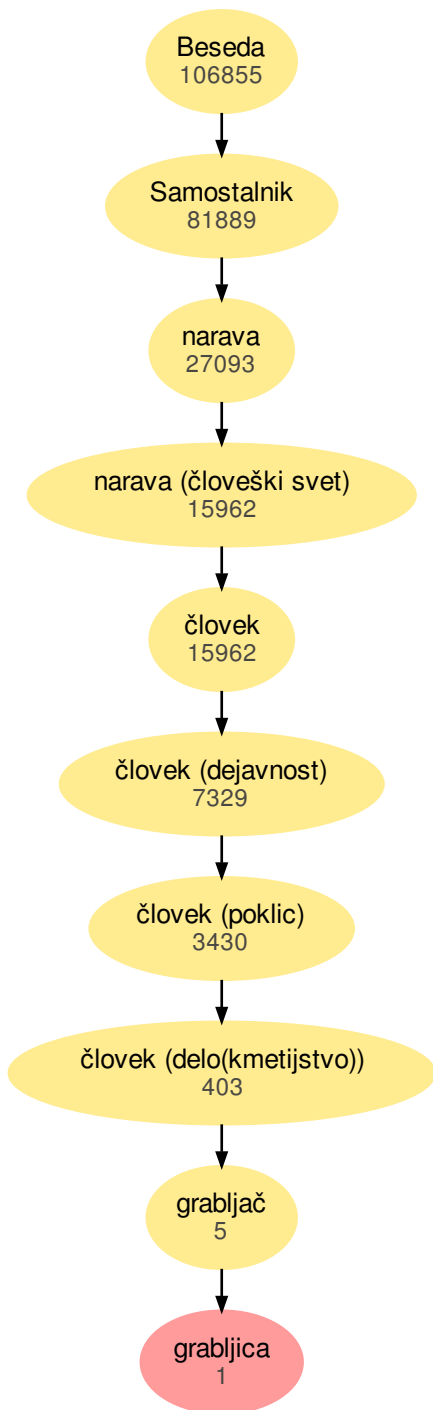 Beseda
106855
Samostalnik
81889
narava
27093
narava (človeški svet)
15962
človek
15962
človek (dejavnost)
7329
človek (poklic)
3430
človek (delo(kmetijstvo))
403
grabljač
5
grabljica
1